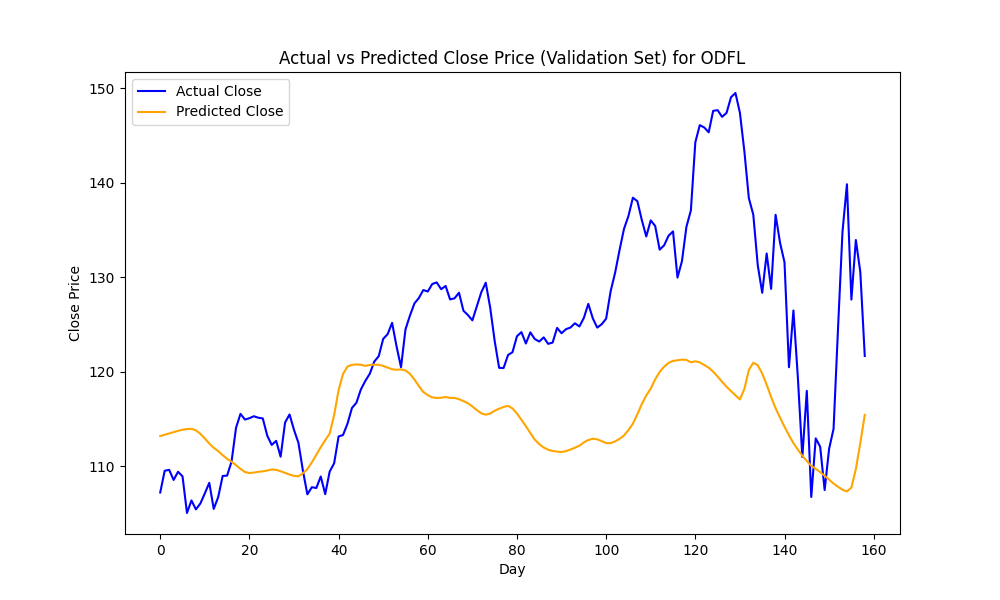 Actual vs Predicted Close Price (Validation Set) for ODFL
Actual Close
Predicted Close
Close Price
150
140
130
120
110
0 20 40 60 80 100 120 140 160
Day